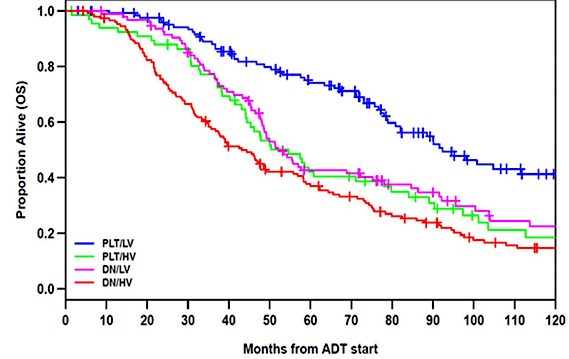 Proportion Alive (OS)
1.0
0.8
0.6
0.4
0.2
0.0
PLT/LV
PLT/HV
DN/LV
DN/HV
0 10 20 30 40 50 60 70 80 90 100 110 120
Months from ADT start